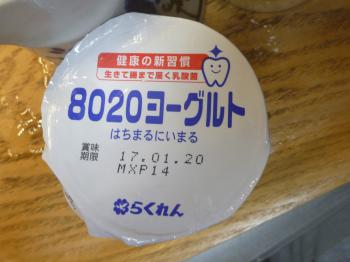 健康の新習慣
生きて腸まで届く乳酸菌
8020ヨーグルト
はちまるにいまる
賞味
期限
17.01.20
MXP14
らくれん